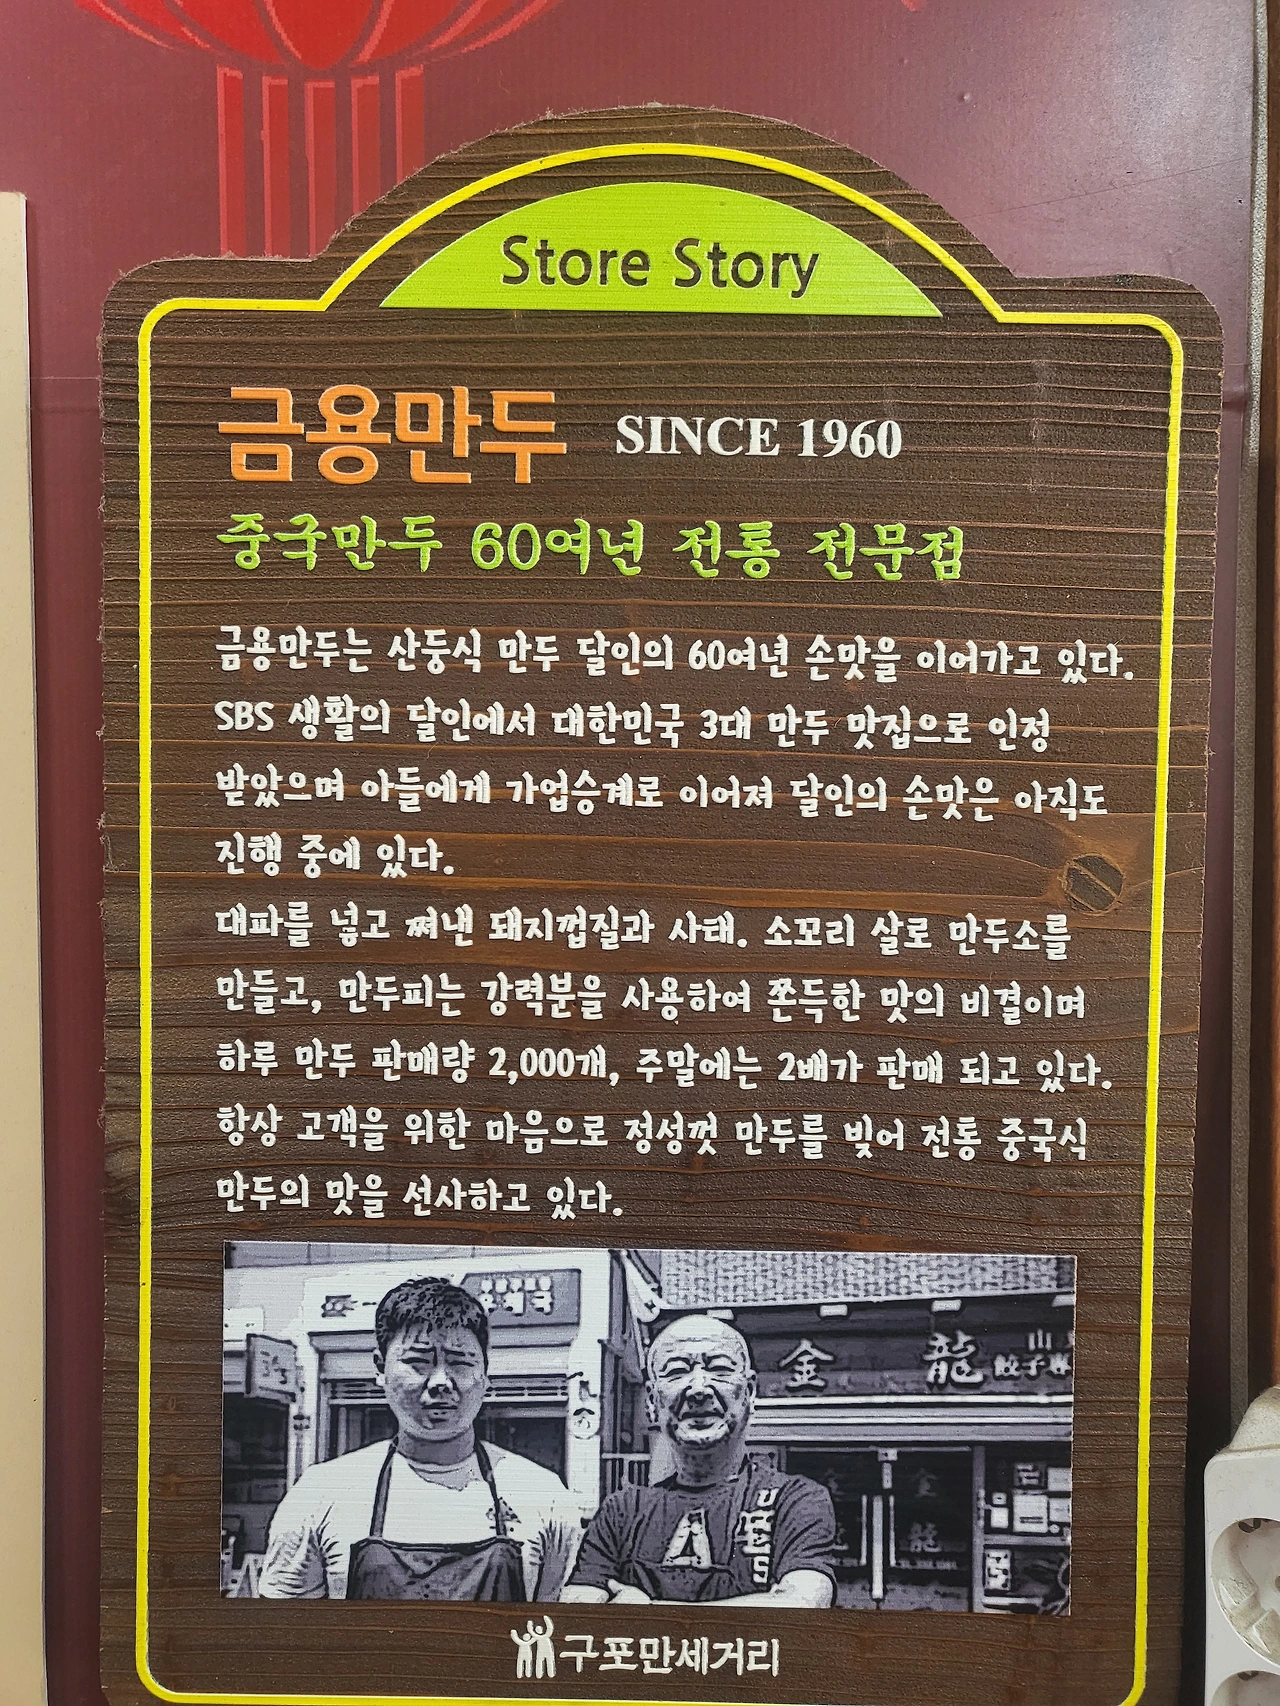 Store Story
금용만두 SINCE 1960
중국만두 60여년 전통 전문점
금용만두는 산둥식 만두 달인의 60여년 손맛을 이어가고 있다.
SBS 생활의 달인에서 대한민국 3대 만두 맛집으로 인정
받았으며 아들에게 가업승계로 이어져 달인의 손맛은 아직도
진행 중에 있다.
대파를 넣고 쪄낸 돼지껍질과 사태. 소꼬리 살로 만두소를
만들고, 만두피는 강력분을 사용하여 쫀득한 맛의 비결이며
하루 만두 판매량 2,000개, 주말에는 2배가 판매 되고 있다.
항상 고객을 위한 마음으로 정성껏 만두를 빚어 전통 중국식
만두의 맛을 선사하고 있다.
金 龍 山
餃子
金
龍
구포만세거리